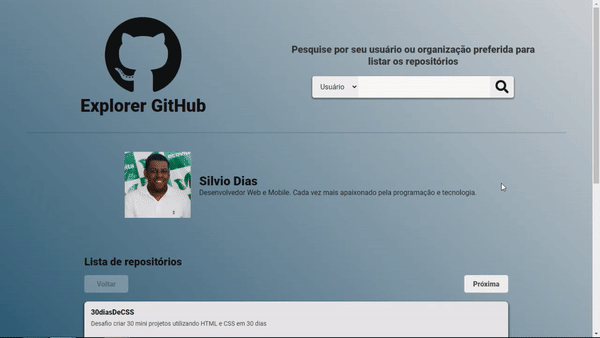 Explorer GitHub
Pesquise por seu usuário ou organização preferida para
listar os repositórios
Usuário
Silvio Dias
Desenvolvedor Web e Mobile. Cada vez mais apaixonado pela programação e tecnologia.
Lista de repositórios
Voltar
Próxima
30diasDeCSS
Desafio criar 30 mini projetos utilizando HTML e CSS em 30 dias